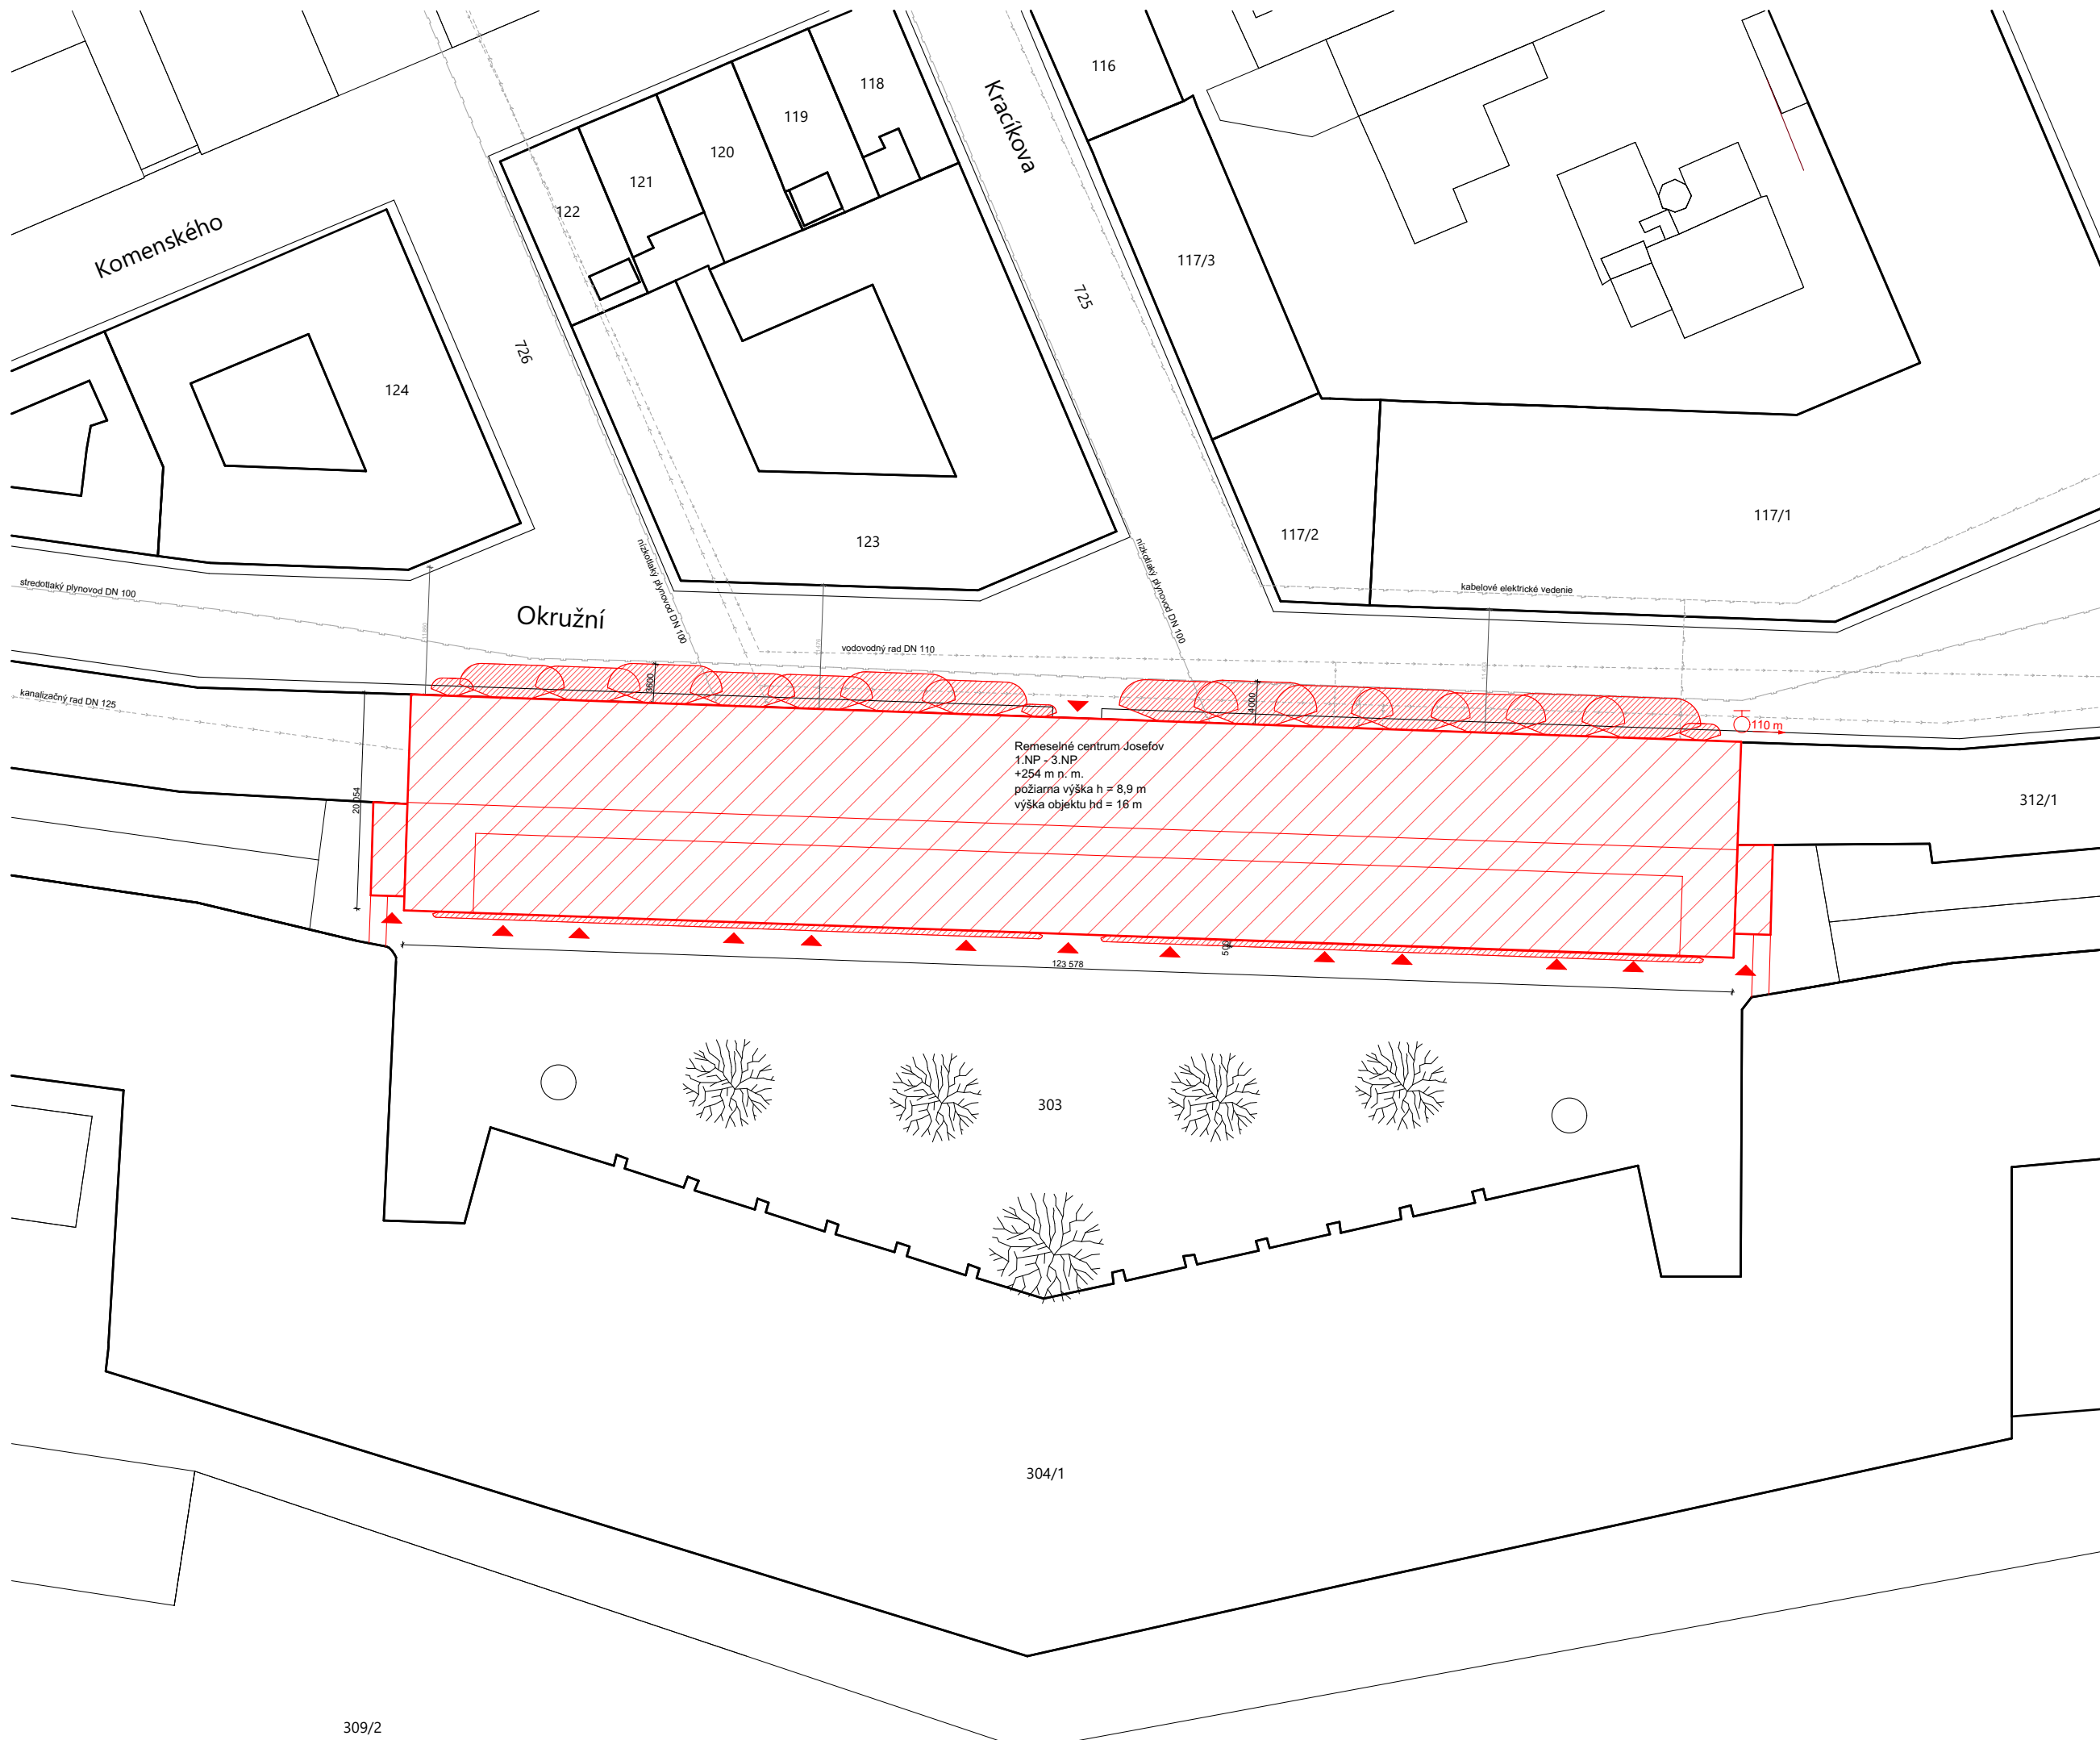 116
118
119
120
121
122
Kracíkova
Komenského
117/3
725
726
124
117/1
117/2
123
nízkotlaký plynovod DN 100
nízkotlaký plynovod DN 100
stredotlaký plynovod DN 100
kabelové elektrické vedenie
Okružní
vodovodný rad DN 110
3600
4000
kanalizačný rad DN 125
110 m
Remeselné centrum Josefov
1.NP - 3.NP
+254 m n. m.
požiarna výška h = 8,9 m
výška objektu hd = 16 m
20 054
312/1
500
123 578
303
304/1
309/2